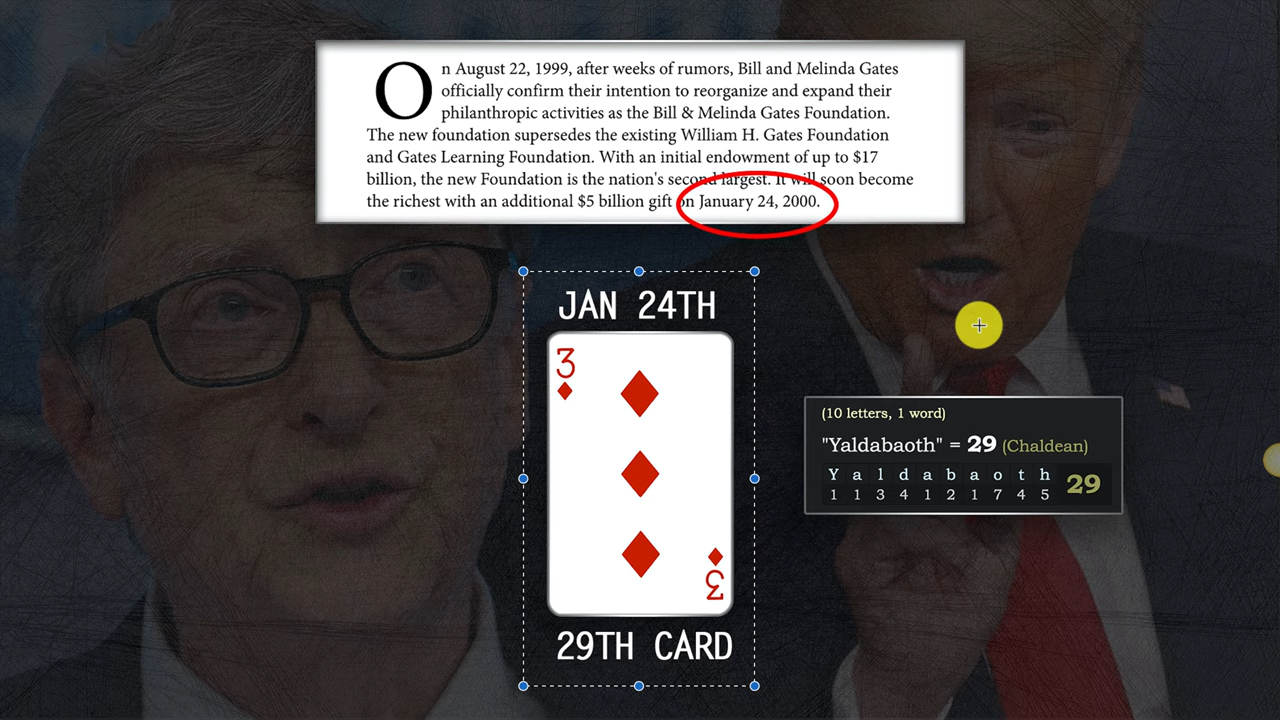 On August 22, 1999, after weeks of rumors, Bill and Melinda Gates
officially confirm their intention to reorganize and expand their
philanthropic activities as the Bill & Melinda Gates Foundation.
The new foundation supersedes the existing William H. Gates Foundation
and Gates Learning Foundation. With an initial endowment of up to $17
billion, the new Foundation is the nation's second largest. It will soon become
the richest with an additional $5 billion gift on January 24, 2000.
JAN 24TH
3
3
29TH CARD
(10 letters, 1 word)
"Yaldabaoth" = 29 (Chaldean)
Y a l d a b a o t h
1 1 3 4 1 2 1 7 4 5 29